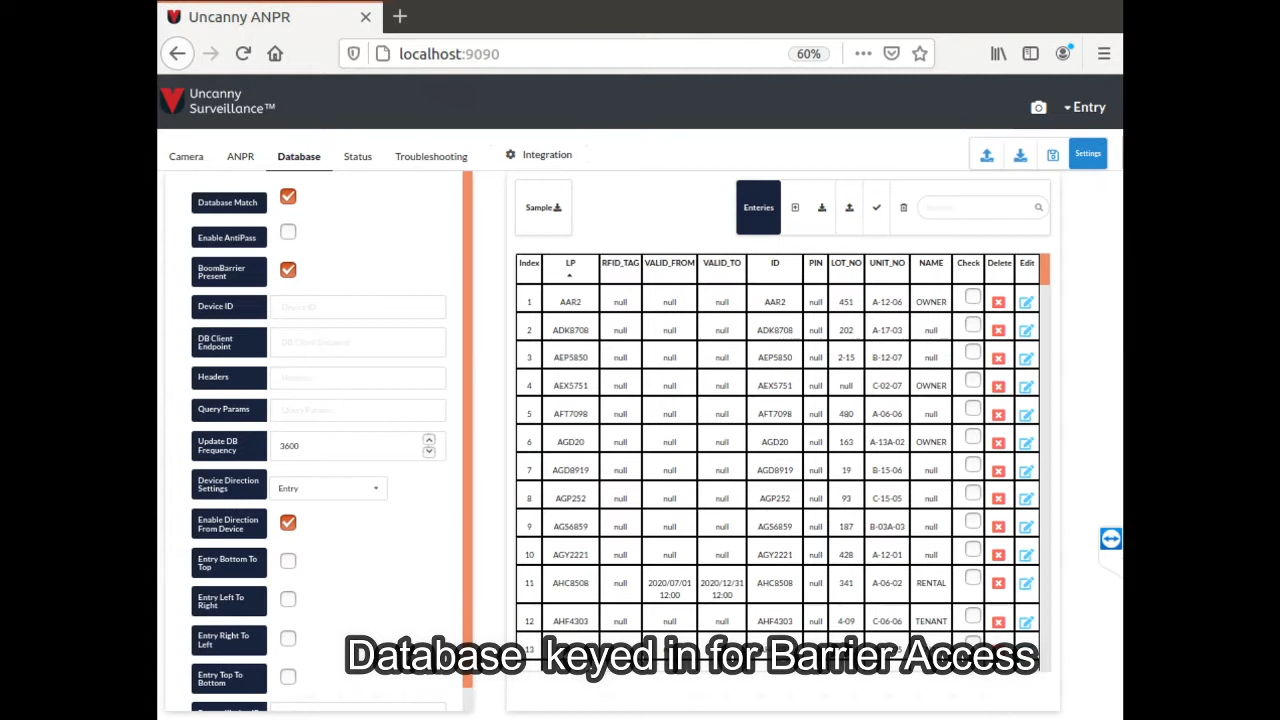 Uncanny ANPR
localhost:9090
60%
Uncanny
Surveillance™
Entry
Camera ANPR Database Status Troubleshooting Integration
Settings
Database Match
Enable AntiPass
BoomBarrier
Present
Device ID
Device ID
DB Client
Endpoint
DB Client Endpoint
Headers
Headers
Query Params
Query Params
Update DB
Frequency
3600
Device Direction
Settings
Entry
Enable Direction
From Device
Entry Bottom To
Top
Entry Left To
Right
Entry Right To
Left
Entry Top To
Bottom
Sample
Enteries
Index LP RFID_TAG VALID_FROM VALID_TO ID PIN LOT_NO UNIT_NO NAME Check Delete Edit
1 AAR2 null null null AAR2 null 451 A-12-06 OWNER
2 ADK8708 null null null ADK8708 null 202 A-17-03 null
3 AEP5850 null null null AEP5850 null 2-15 B-12-07 null
4 AEX5751 null null null AEX5751 null null C-02-07 OWNER
5 AFT7098 null null null AFT7098 null 480 A-06-06 null
6 AGD20 null null null AGD20 null 163 A-13A-02 OWNER
7 AGD8919 null null null AGD8919 null 19 B-15-06 null
8 AGP252 null null null AGP252 null 93 C-15-05 null
9 AGS6859 null null null AGS6859 null 187 B-03A-03 null
10 AGY2221 null null null AGY2221 null 428 A-12-01 null
11 AHC8508 null 2020/07/01 12:00 2020/12/31 12:00 AHC8508 null 341 A-06-02 RENTAL
12 AHF4303 null null null AHF4303 null 4-09 C-06-06 TENANT
13
Database keyed in for Barrier Access